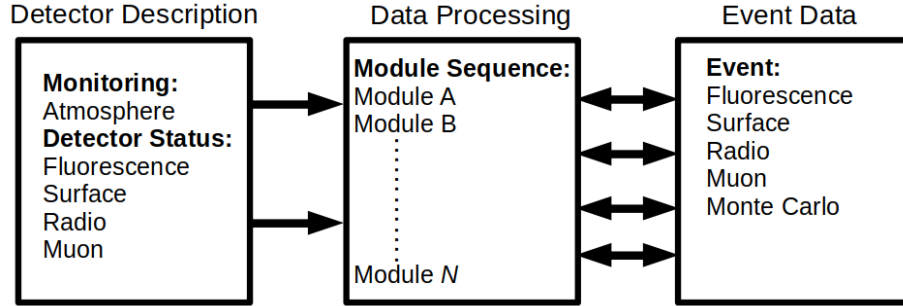 Detector Description
Data Processing
Event Data
Monitoring:
Atmosphere
Detector Status:
Fluorescence
Surface
Radio
Muon
Module Sequence:
Module A
Module B
Module N
Event:
Fluorescence
Surface
Radio
Muon
Monte Carlo